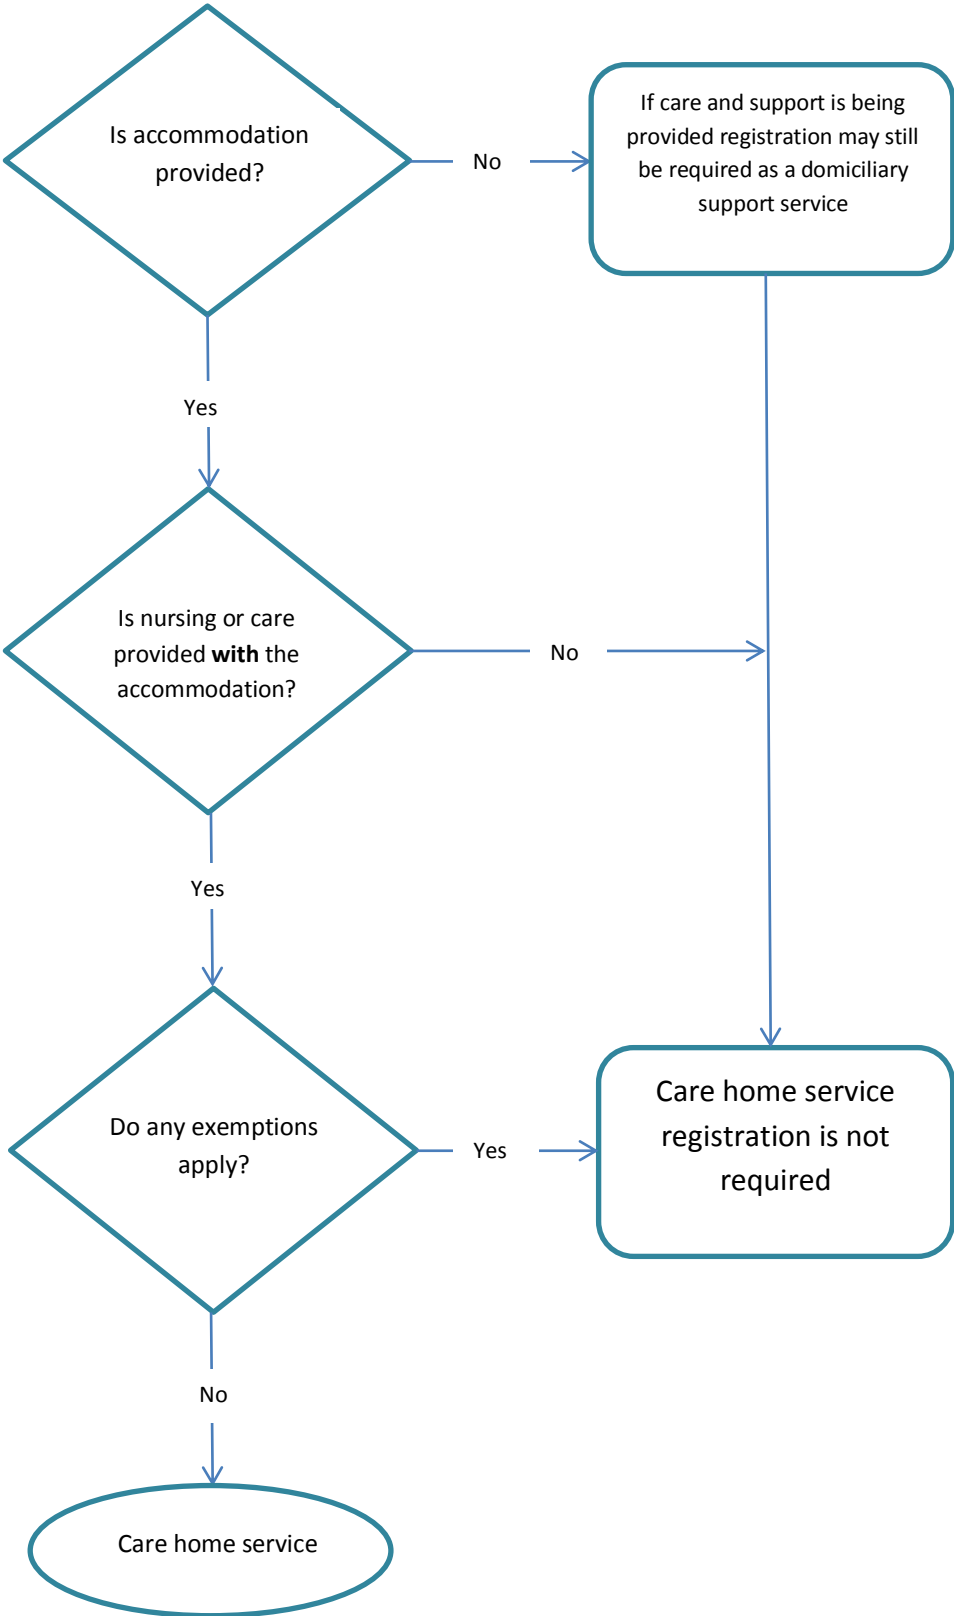 Is accommodation
provided?
No
If care and support is being
provided registration may still
be required as a domiciliary
support service
Yes
Is nursing or care
provided with the
accommodation?
No
Yes
Do any exemptions
apply?
Yes
Care home service
registration is not
required
No
Care home service